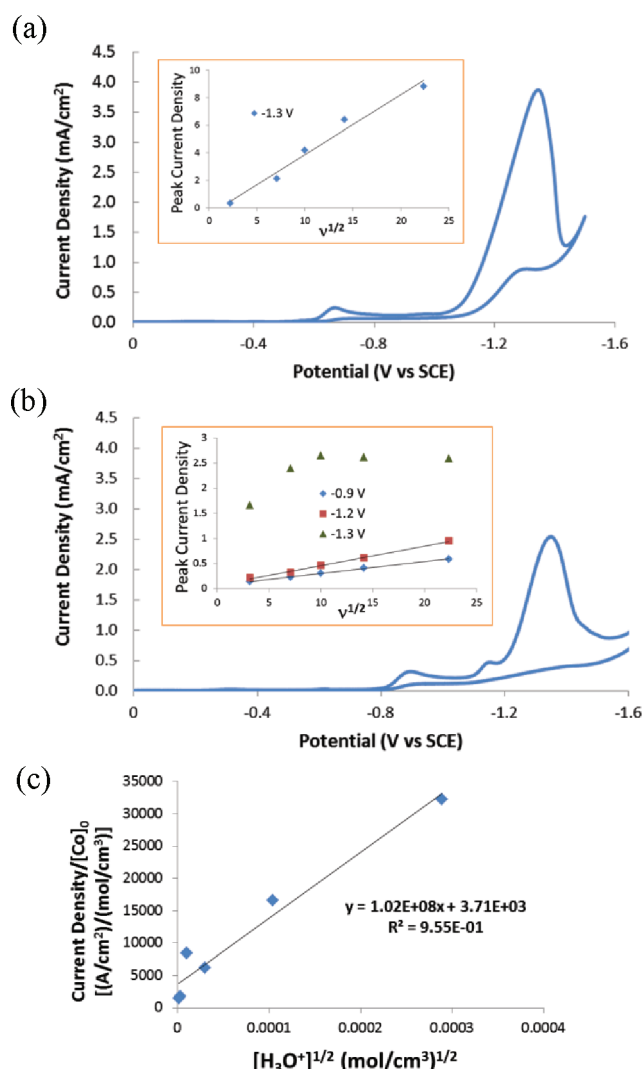 (a)
4.5
4.0
3.5
3.0
2.5
2.0
1.5
1.0
0.5
0.0
Current Density (mA/cm²)
10
8
6
4
2
0
Peak Current Density
-1.3 V
0 5 10 15 20 25
ν1/2
0 -0.4 -0.8 -1.2 -1.6
Potential (V vs SCE)
(b)
4.5
4.0
3.5
3.0
2.5
2.0
1.5
1.0
0.5
0.0
Current Density (mA/cm²)
3
2.5
2
1.5
1
0.5
0
Peak Current Density
-0.9 V
-1.2 V
-1.3 V
0 5 10 15 20 25
ν1/2
0 -0.4 -0.8 -1.2 -1.6
Potential (V vs SCE)
(c)
35000
30000
25000
20000
15000
10000
5000
0
Current Density/[Co]₀
[(A/cm²)/(mol/cm³)]
y = 1.02E+08x + 3.71E+03
R² = 9.55E-01
0 0.0001 0.0002 0.0003 0.0004
[H₃O⁺]1/2 (mol/cm³)1/2